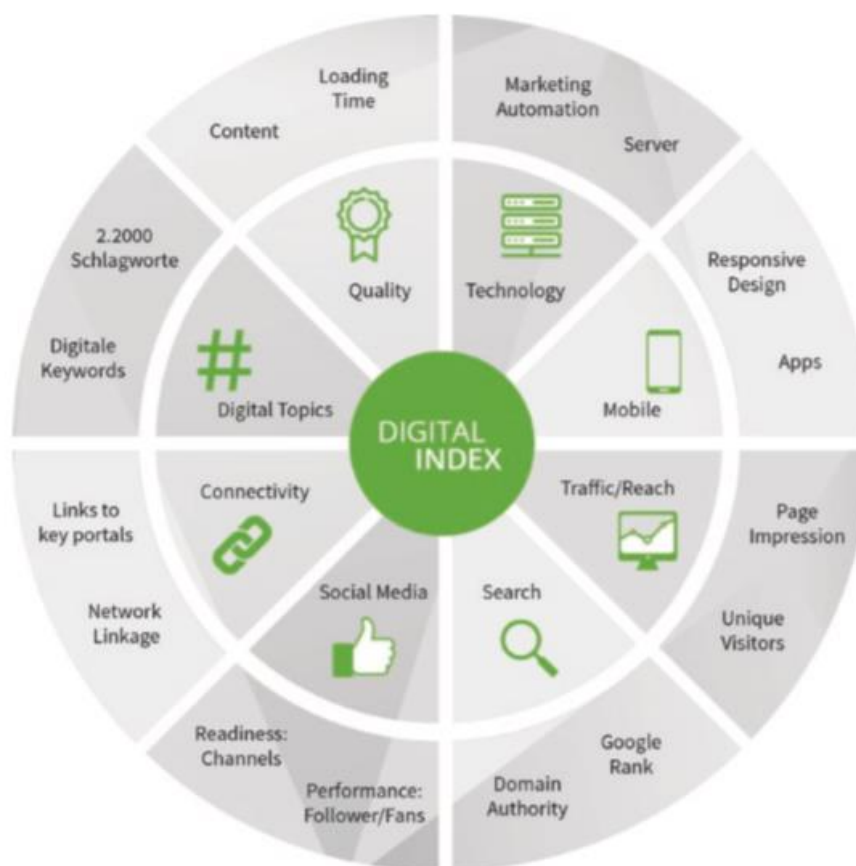 Loading
Time
Content
Marketing
Automation
Server
2.2000
Schlagworte
Digitale
Keywords
Responsive
Design
Apps
Quality
Technology
Digital Topics
Mobile
DIGITAL
INDEX
Connectivity
Traffic/Reach
Social Media
Search
Links to
key portals
Network
Linkage
Page
Impression
Unique
Visitors
Readiness:
Channels
Performance:
Follower/Fans
Google
Rank
Domain
Authority